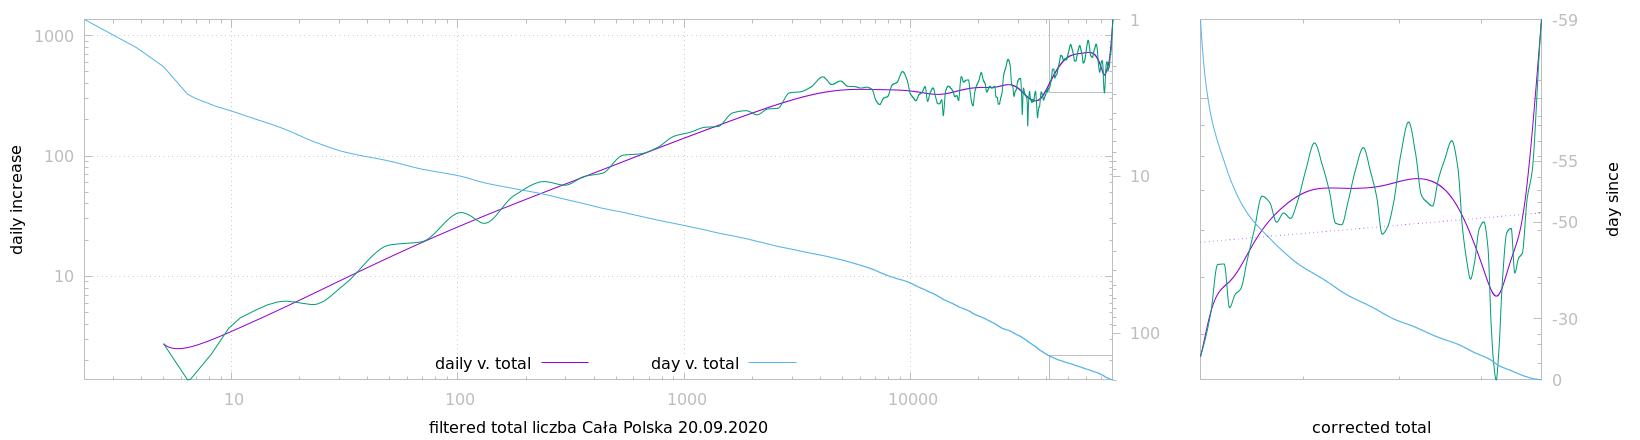 1000
100
10
daily increase
1
10
100
daily v. total
day v. total
10
100
1000
10000
filtered total liczba Cała Polska 20.09.2020
-59
-55
-50
-30
0
day since
corrected total